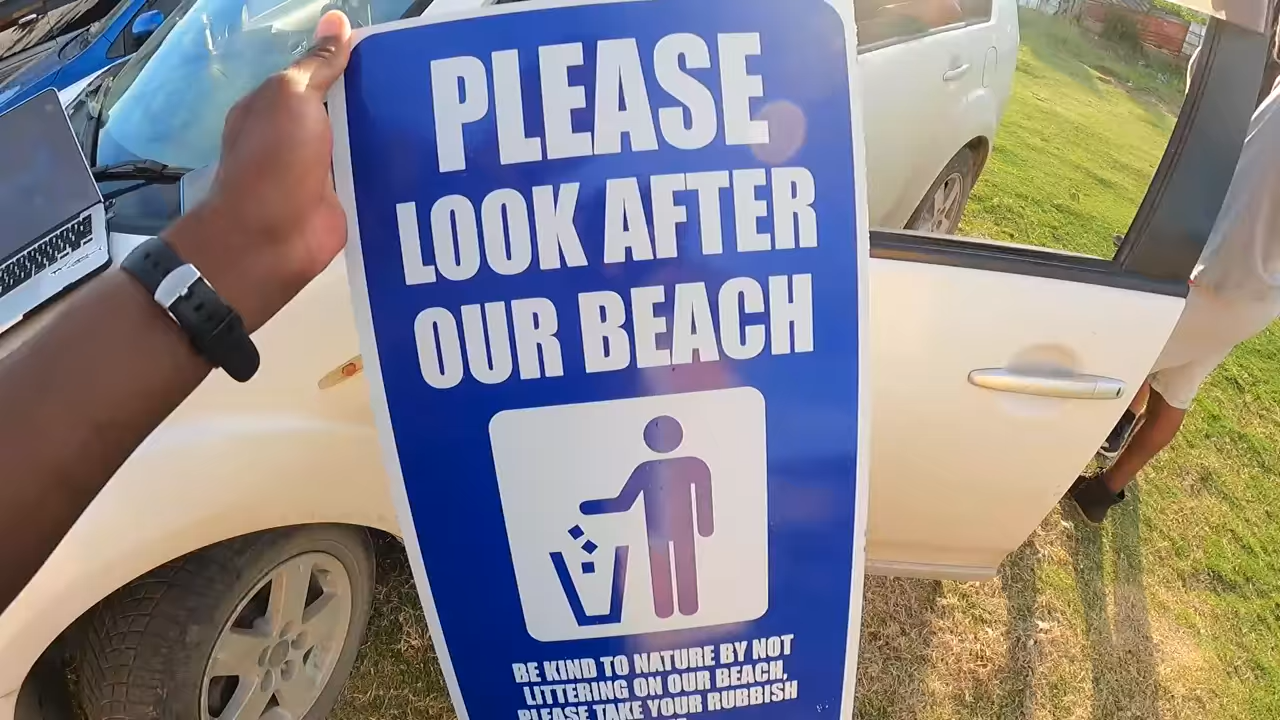 PLEASE
LOOK AFTER
OUR BEACH
BE KIND TO NATURE BY NOT
LITTERING ON OUR BEACH,
PLEASE TAKE YOUR RUBBISH